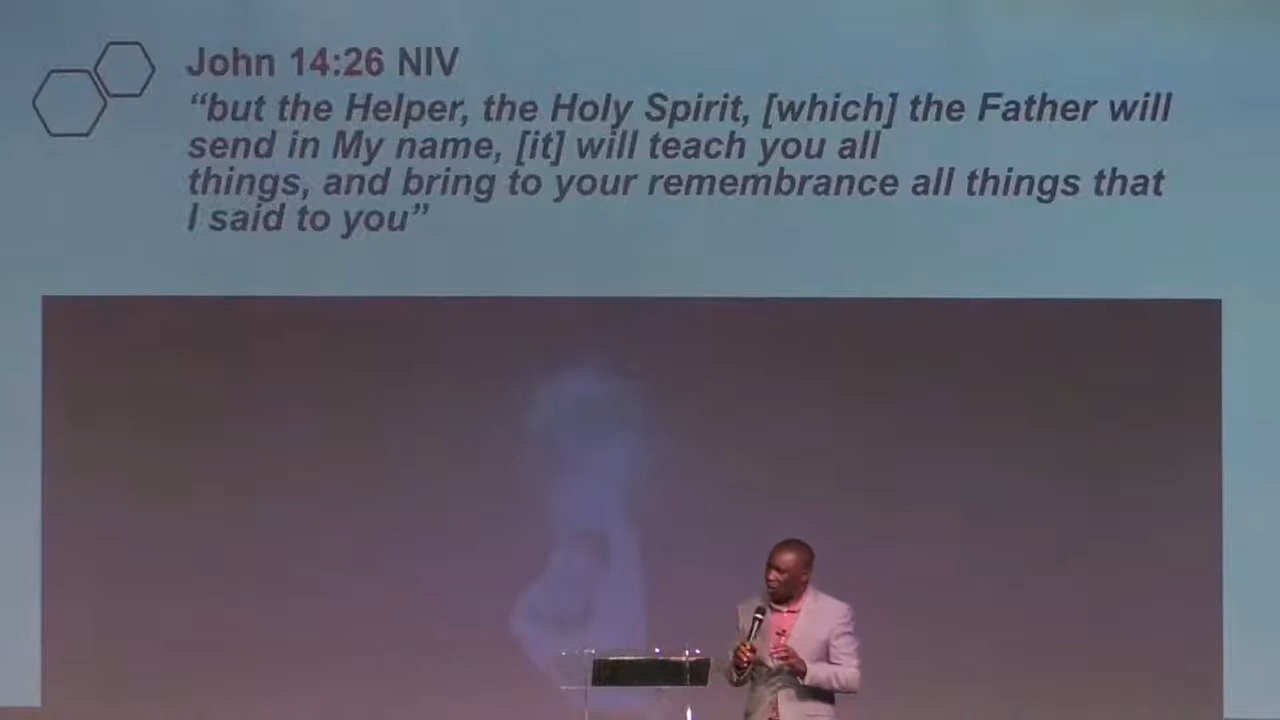 John 14:26 NIV
“but the Helper, the Holy Spirit, [which] the Father will
send in My name, [it] will teach you all
things, and bring to your remembrance all things that
I said to you”